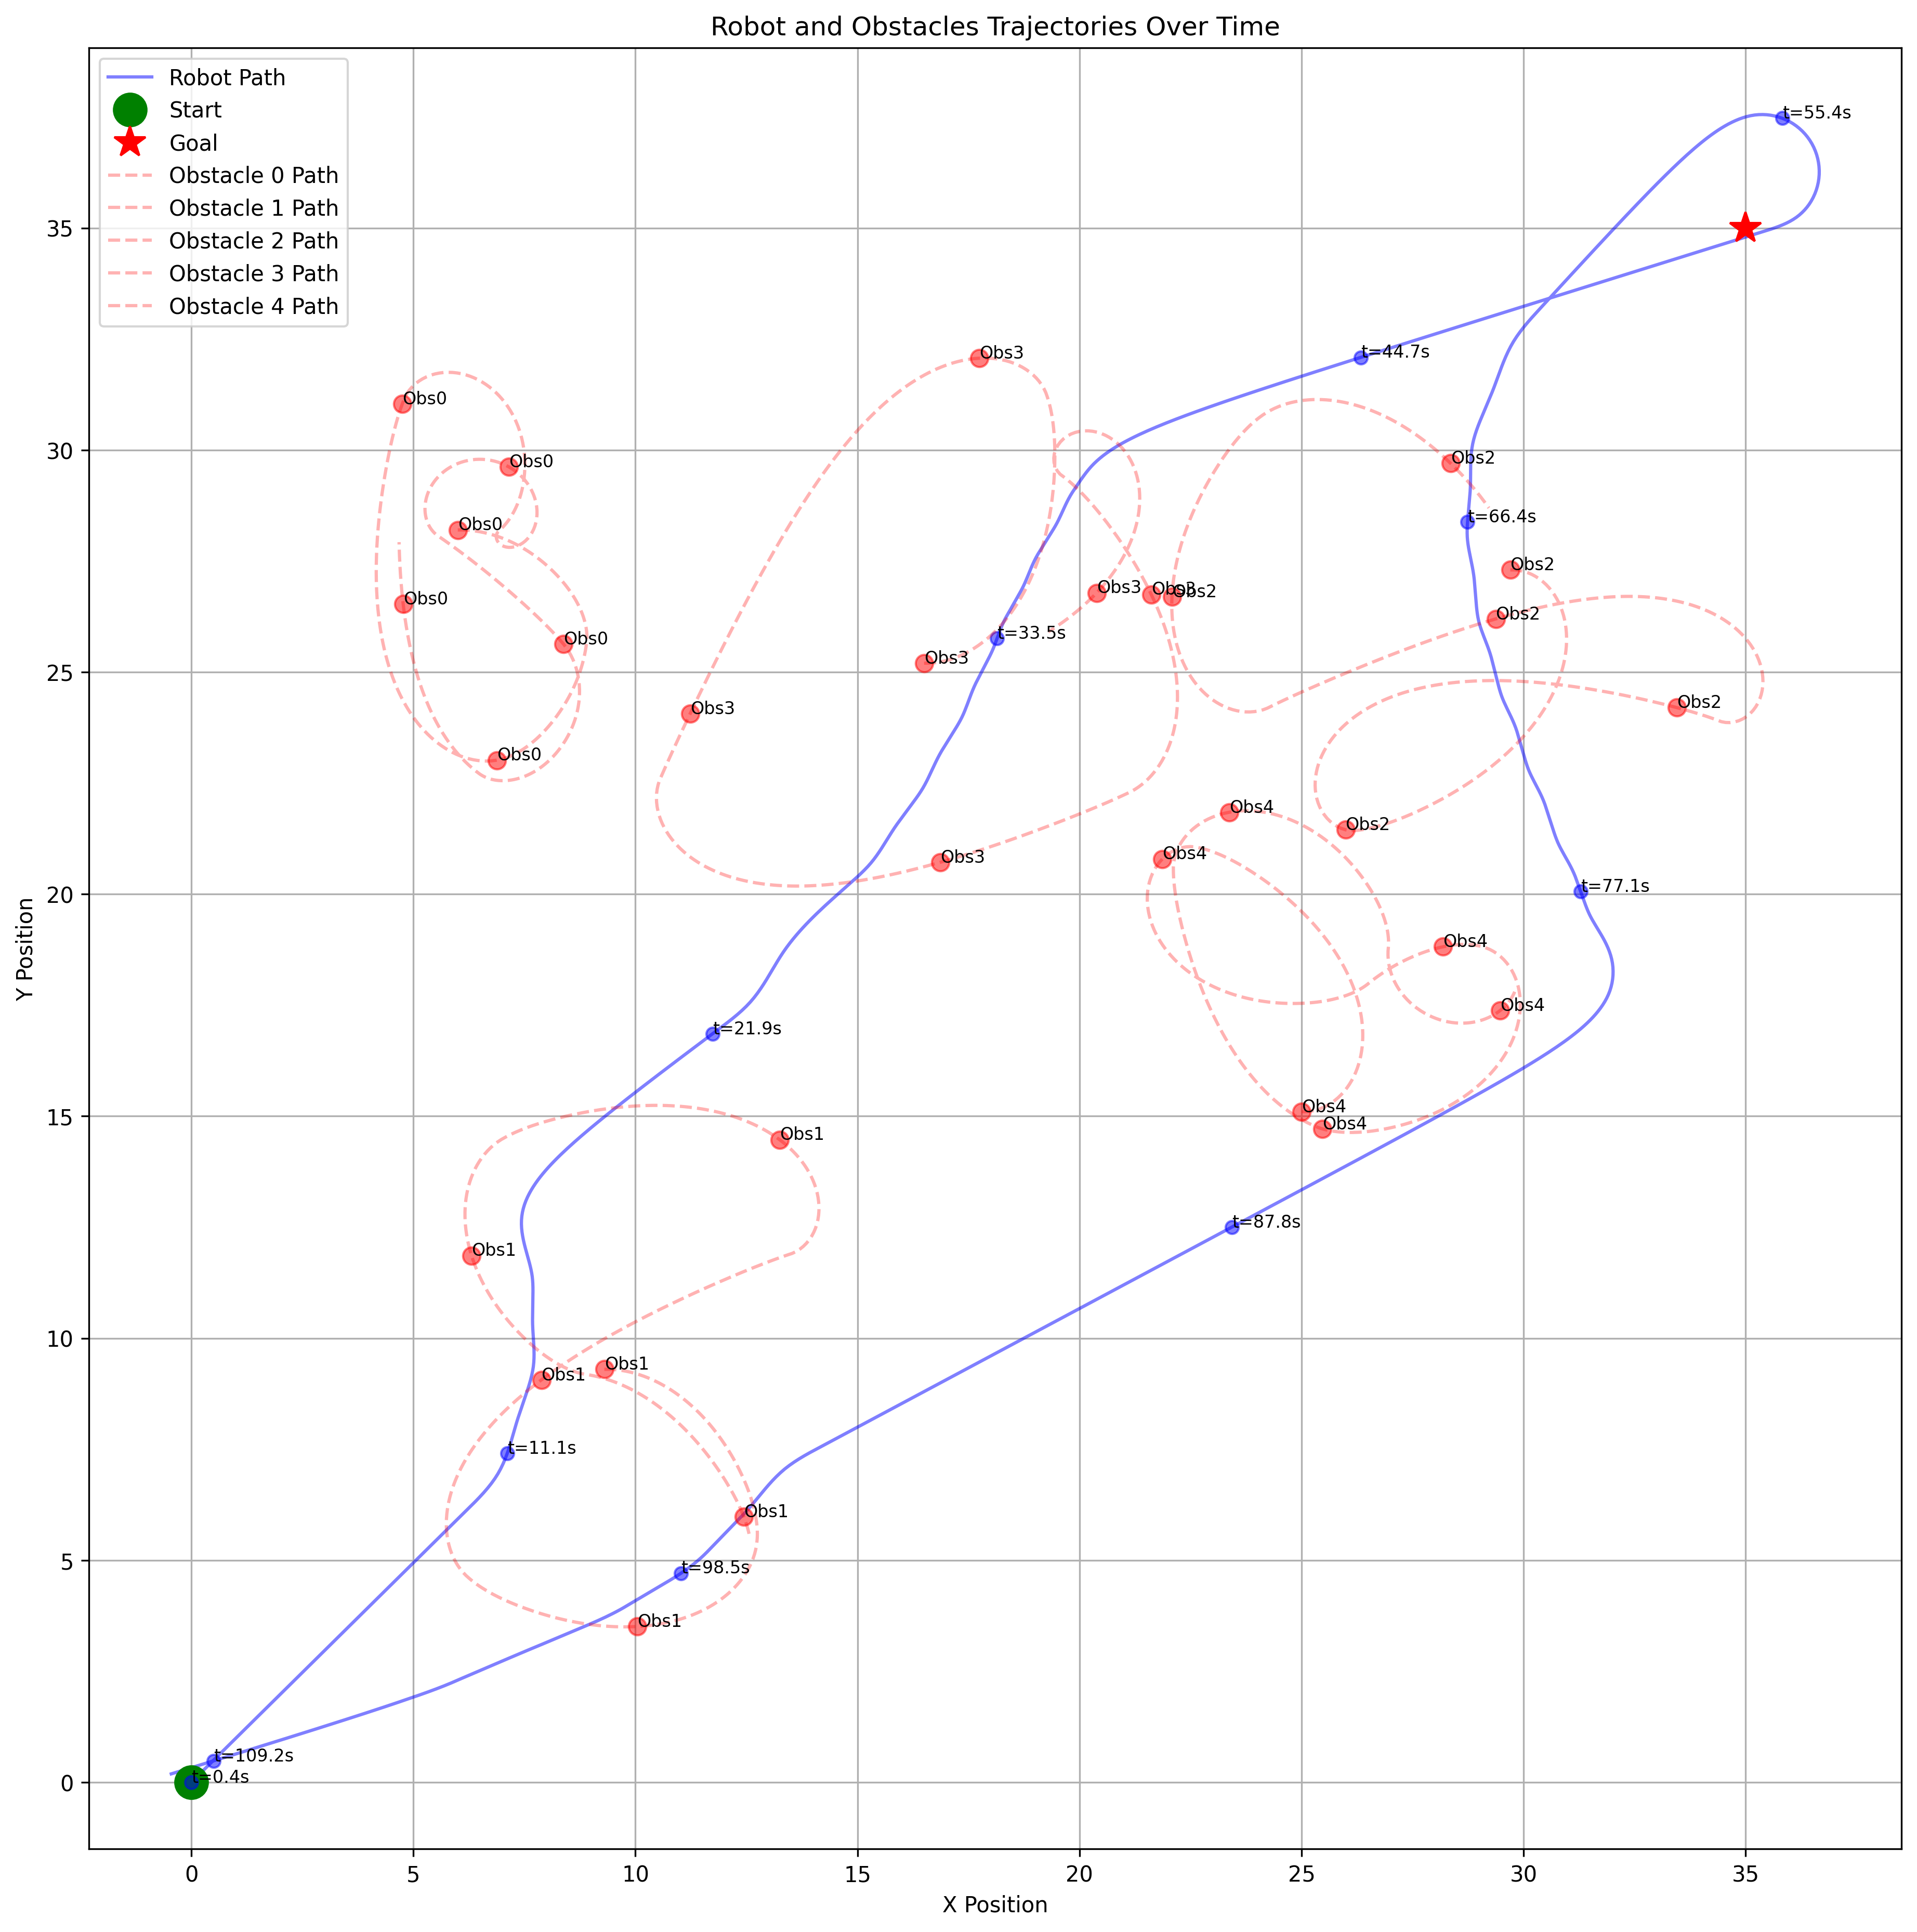 Robot and Obstacles Trajectories Over Time
Robot Path
Start
Goal
Obstacle 0 Path
Obstacle 1 Path
Obstacle 2 Path
Obstacle 3 Path
Obstacle 4 Path
t=55.4s
35
t=44.7s
Obs3
Obs0
30
Obs0
Obs2
t=66.4s
Obs0
Obs2
Obs0
Obs3
Obs3
Obs2
Obs2
t=33.5s
Obs0
25
Obs3
Obs3
Obs2
Obs0
Obs4
Obs2
Obs3
Obs4
20
t=77.1s
Obs4
Obs4
t=21.9s
Y Position
15
Obs4
Obs4
Obs1
t=87.8s
Obs1
10
Obs1
Obs1
t=11.1s
Obs1
5
t=98.5s
Obs1
t=109.2s
0
t=0.4s
0 5 10 15 20 25 30 35
X Position